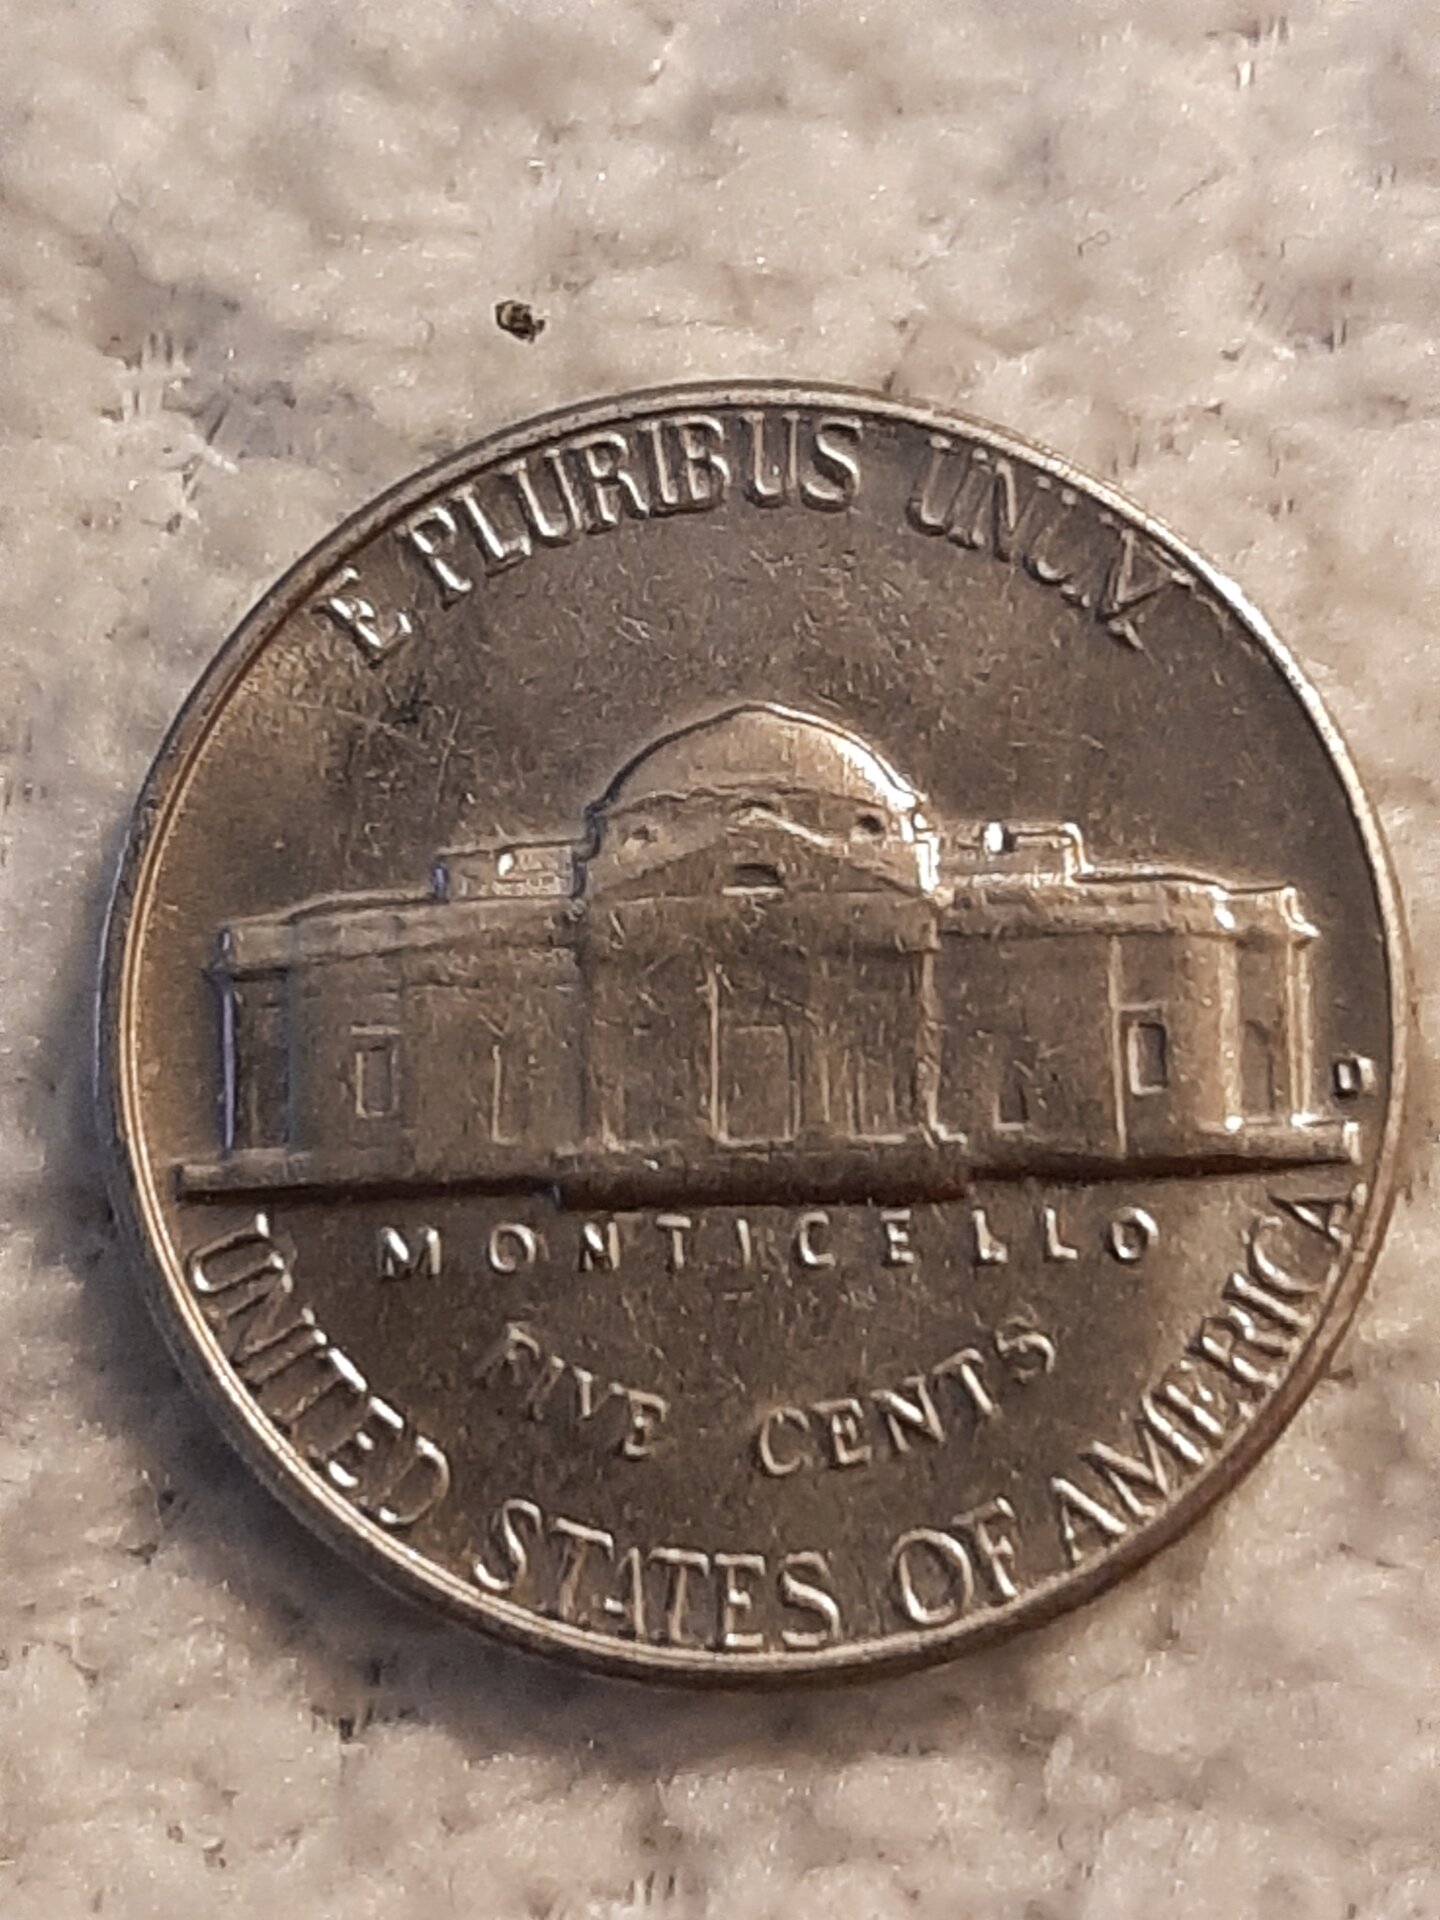 E PLURIBUS UNUM
MONTICELLO
FIVE CENTS
UNITED STATES OF AMERICA